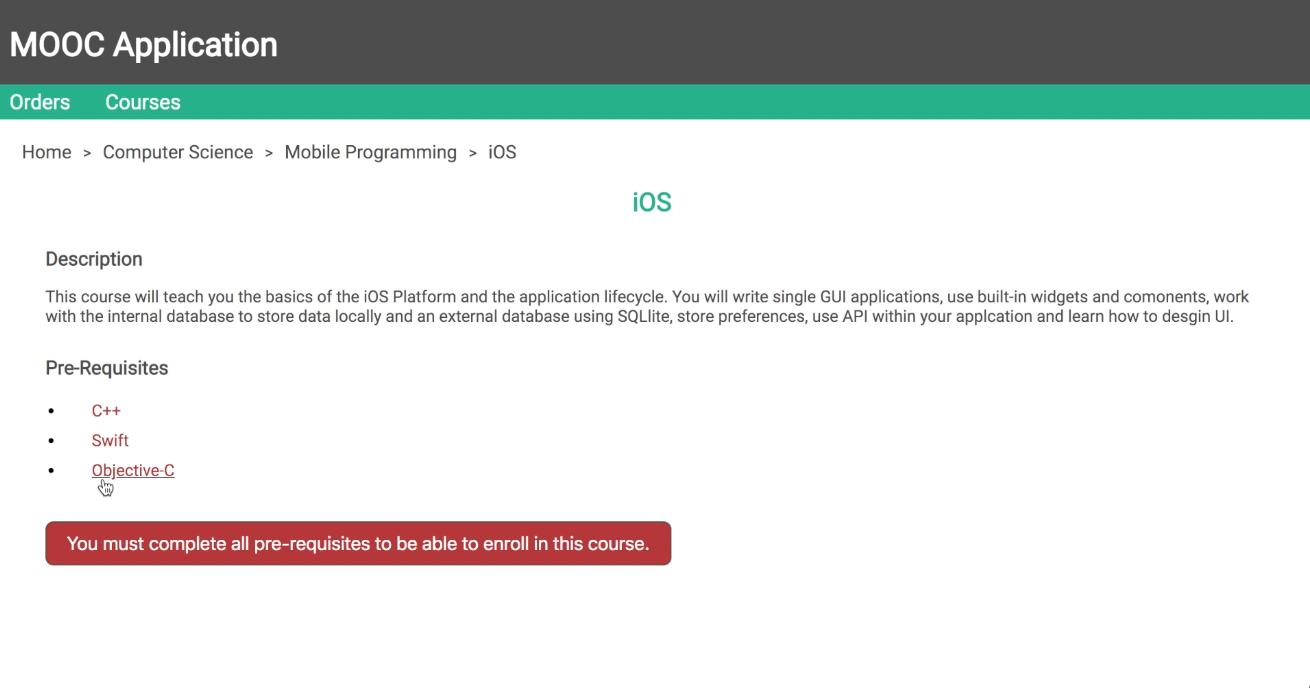 MOOC Application
Orders Courses
Home > Computer Science > Mobile Programming > iOS
iOS
Description
This course will teach you the basics of the iOS Platform and the application lifecycle. You will write single GUI applications, use built-in widgets and comonents, work
with the internal database to store data locally and an external database using SQLlite, store preferences, use API within your applcation and learn how to desgin UI.
Pre-Requisites
• C++
• Swift
• Objective-C
You must complete all pre-requisites to be able to enroll in this course.